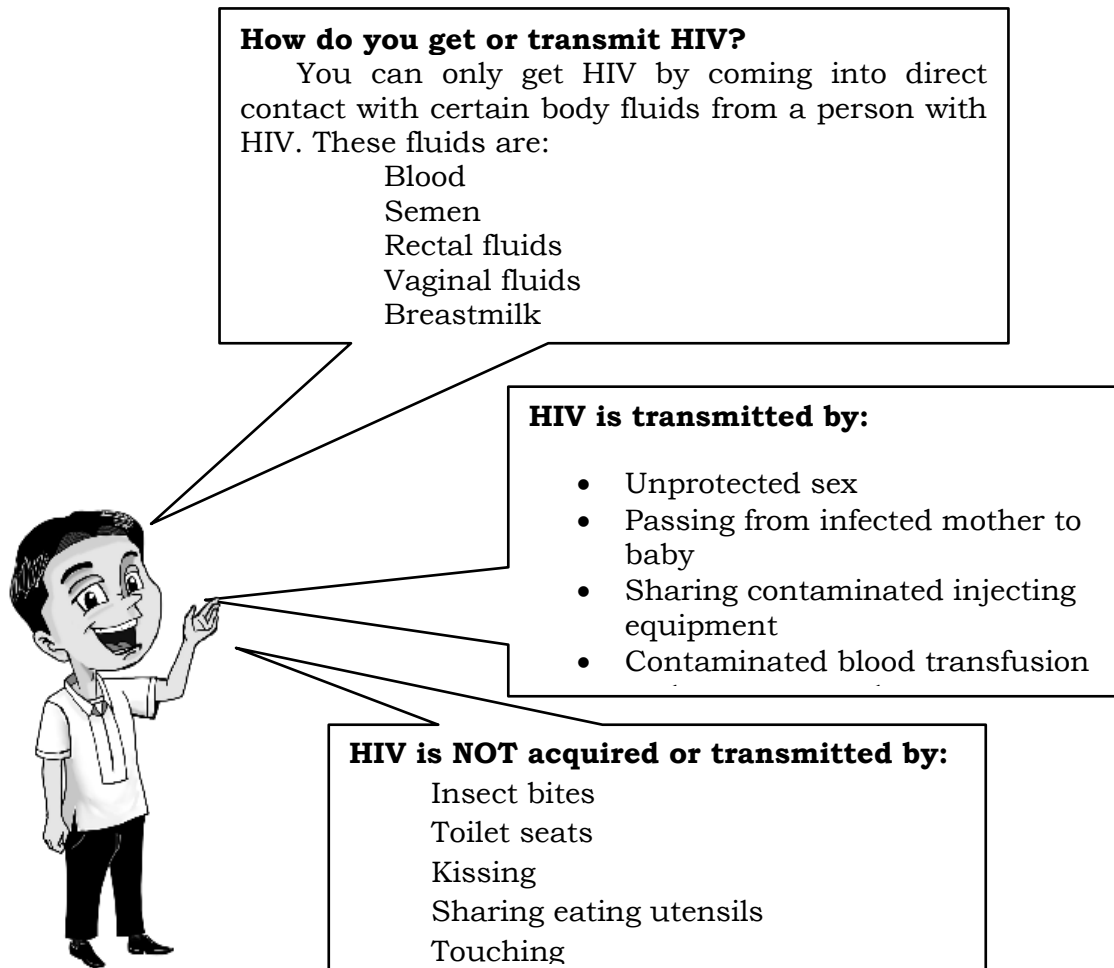 How do you get or transmit HIV?
You can only get HIV by coming into direct
contact with certain body fluids from a person with
HIV. These fluids are:
Blood
Semen
Rectal fluids
Vaginal fluids
Breastmilk
HIV is transmitted by:
• Unprotected sex
• Passing from infected mother to
baby
• Sharing contaminated injecting
equipment
• Contaminated blood transfusion
HIV is NOT acquired or transmitted by:
Insect bites
Toilet seats
Kissing
Sharing eating utensils
Touching